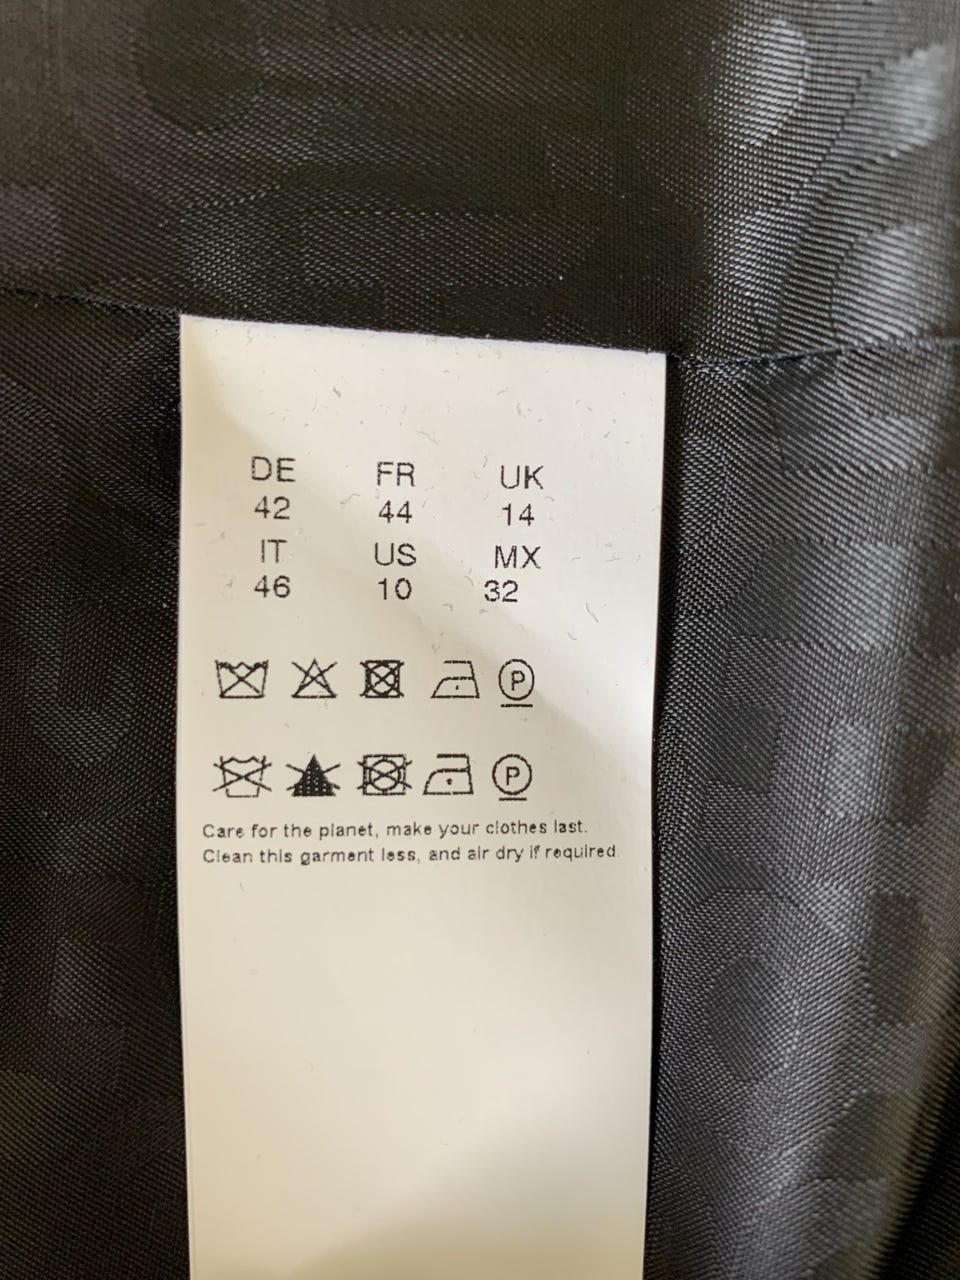 DE FR UK
42 44 14
IT US MX
46 10 32
P
P
Care for the planet, make your clothes last.
Clean this garment less, and air dry if required.